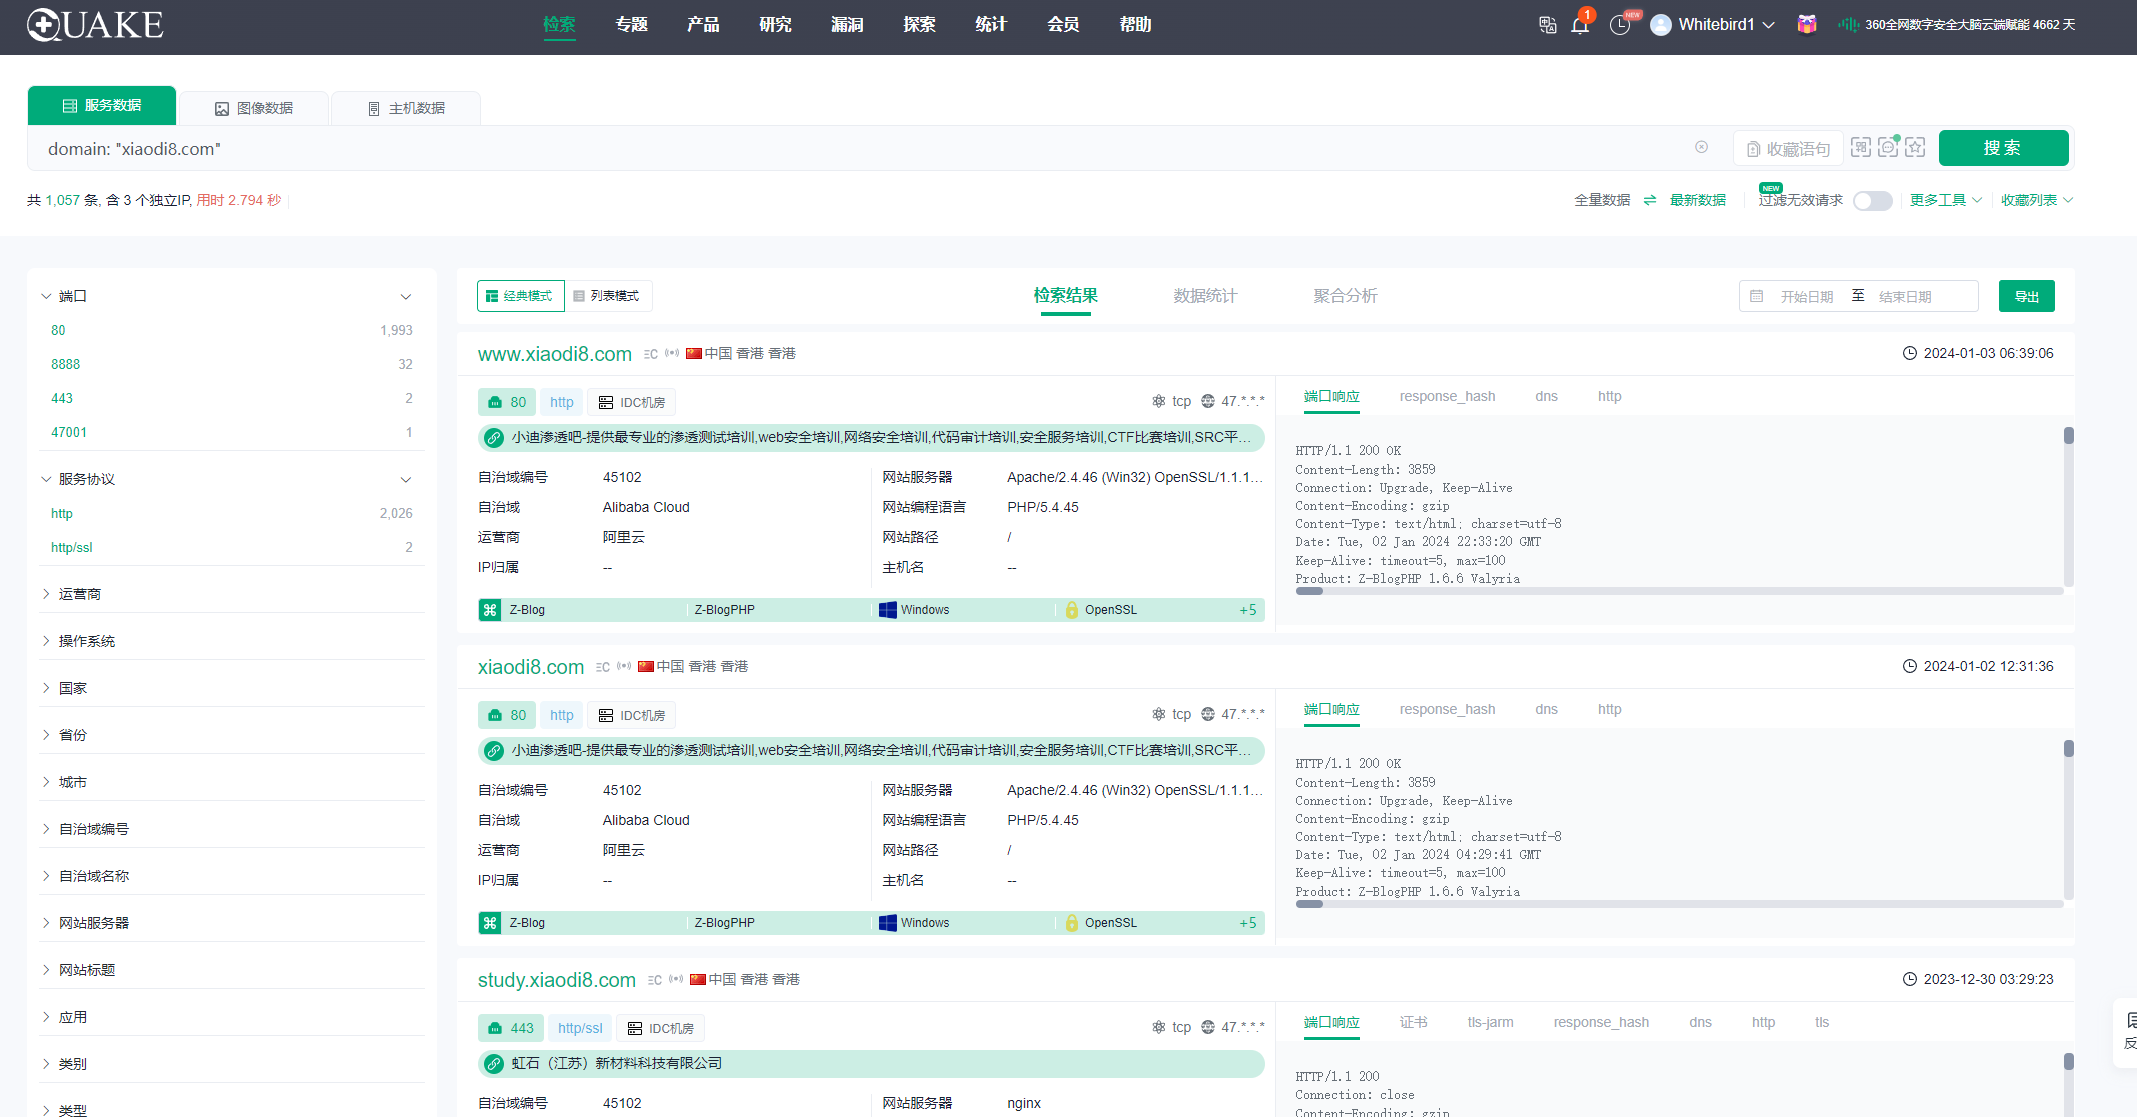 QUAKE
检索 专题 产品 研究 漏洞 探索 统计 会员 帮助
1 NEW Whitebird1 360全网数字安全大脑云端赋能 4662 天
服务数据 图像数据 主机数据
domain: "xiaodi8.com" 收藏语句 搜 索
共 1,057 条, 含 3 个独立IP, 用时 2.794 秒
全量数据 最新数据 NEW 过滤无效请求 更多工具 收藏列表
端口
80 1,993
8888 32
443 2
47001 1
服务协议
http 2,026
http/ssl 2
运营商
操作系统
国家
省份
城市
自治域编号
自治域名称
网站服务器
网站标题
应用
类别
类型
经典模式 列表模式 检索结果 数据统计 聚合分析 开始日期 至 结束日期 导出
www.xiaodi8.com 中国 香港 香港 2024-01-03 06:39:06
80 http IDC机房 tcp 47.*.*.*
小迪渗透吧-提供最专业的渗透测试培训,web安全培训,网络安全培训,代码审计培训,安全服务培训,CTF比赛培训,SRC平...
自治域编号 45102 网站服务器 Apache/2.4.46 (Win32) OpenSSL/1.1.1...
自治域 Alibaba Cloud 网站编程语言 PHP/5.4.45
运营商 阿里云 网站路径 /
IP归属 -- 主机名 --
Z-Blog Z-BlogPHP Windows OpenSSL +5
端口响应 response_hash dns http
HTTP/1.1 200 OK
Content-Length: 3859
Connection: Upgrade, Keep-Alive
Content-Encoding: gzip
Content-Type: text/html; charset=utf-8
Date: Tue, 02 Jan 2024 22:33:20 GMT
Keep-Alive: timeout=5, max=100
Product: Z-BlogPHP 1.6.6 Valyria
xiaodi8.com 中国 香港 香港 2024-01-02 12:31:36
80 http IDC机房 tcp 47.*.*.*
小迪渗透吧-提供最专业的渗透测试培训,web安全培训,网络安全培训,代码审计培训,安全服务培训,CTF比赛培训,SRC平...
自治域编号 45102 网站服务器 Apache/2.4.46 (Win32) OpenSSL/1.1.1...
自治域 Alibaba Cloud 网站编程语言 PHP/5.4.45
运营商 阿里云 网站路径 /
IP归属 -- 主机名 --
Z-Blog Z-BlogPHP Windows OpenSSL +5
端口响应 response_hash dns http
HTTP/1.1 200 OK
Content-Length: 3859
Connection: Upgrade, Keep-Alive
Content-Encoding: gzip
Content-Type: text/html; charset=utf-8
Date: Tue, 02 Jan 2024 04:29:41 GMT
Keep-Alive: timeout=5, max=100
Product: Z-BlogPHP 1.6.6 Valyria
study.xiaodi8.com 中国 香港 香港 2023-12-30 03:29:23
443 http/ssl IDC机房 tcp 47.*.*.*
虹石（江苏）新材料科技有限公司
自治域编号 45102 网站服务器 nginx
端口响应 证书 tls-jarm response_hash dns http tls
HTTP/1.1 200
Connection: close
Content-Encoding: gzip
反